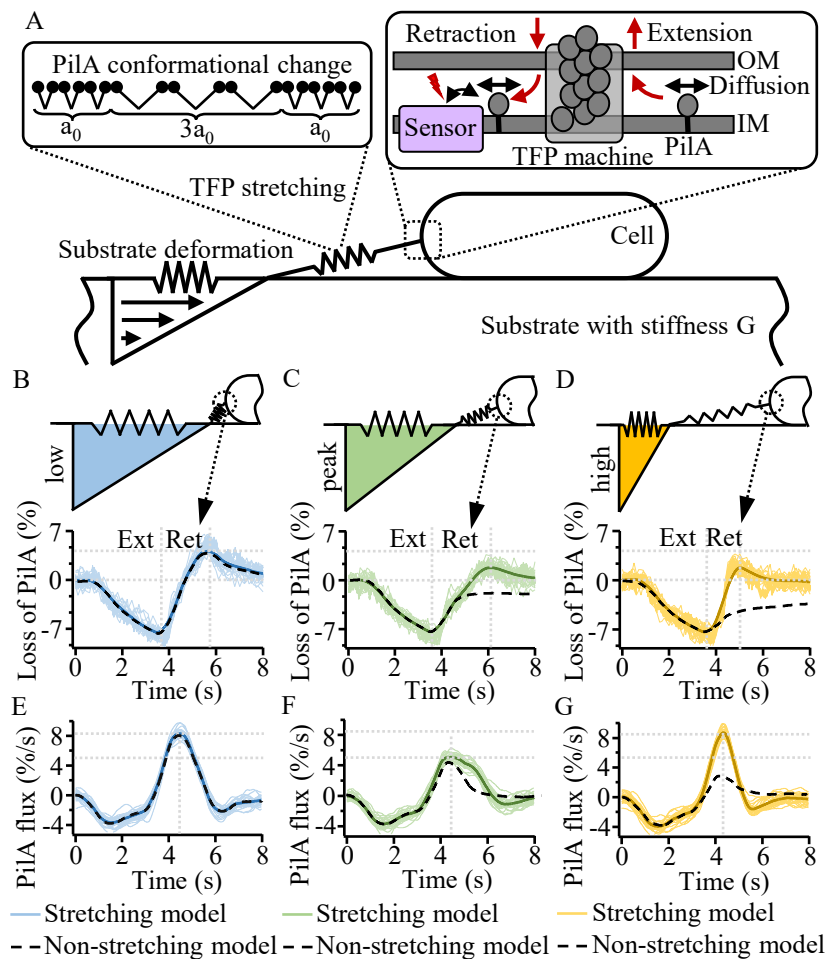 A
PilA conformational change
a0 3a0 a0
Retraction Extension
OM
Diffusion
Sensor
IM
TFP machine PilA
TFP stretching
Substrate deformation
Cell
Substrate with stiffness G
B C D
low peak high
Loss of PilA (%)
7
0
-7
Ext Ret
0 2 4 6 8
Time (s)
Loss of PilA (%)
7
0
-7
Ext Ret
0 2 4 6 8
Time (s)
Loss of PilA (%)
7
0
-7
Ext Ret
0 2 4 6 8
Time (s)
E
PilA flux (%/s)
8
4
0
-4
0 2 4 6 8
Time (s)
F
PilA flux (%/s)
8
4
0
-4
0 2 4 6 8
Time (s)
G
PilA flux (%/s)
8
4
0
-4
0 2 4 6 8
Time (s)
Stretching model Stretching model Stretching model
Non-stretching model Non-stretching model Non-stretching model